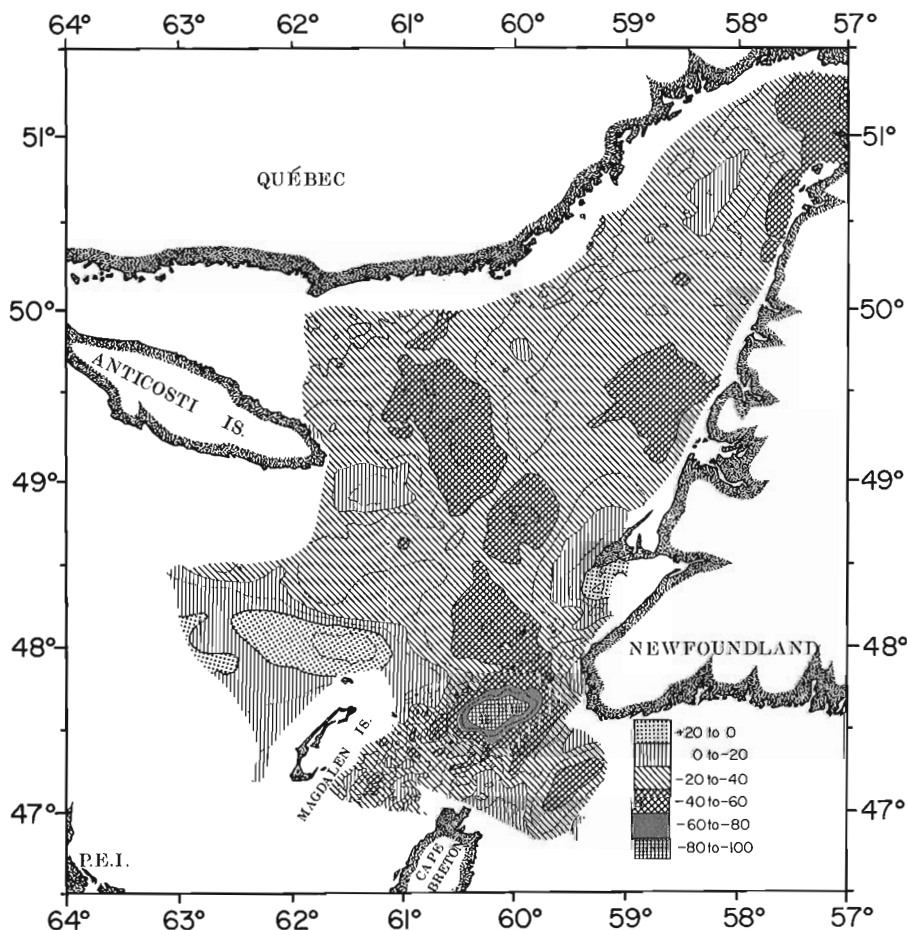 64° 63° 62° 61° 60° 59° 58° 57°
51° 51°
QUÉBEC
50° 50°
ANTICOSTI IS.
49° 49°
48° 48°
NEWFOUNDLAND
MAGDALEN IS.
+20 to 0
0 to -20
-20 to -40
-40 to -60
-60 to -80
-80 to -100
47° 47°
P.E.I.
CAPE
BRETON
64° 63° 62° 61° 60° 59° 58° 57°